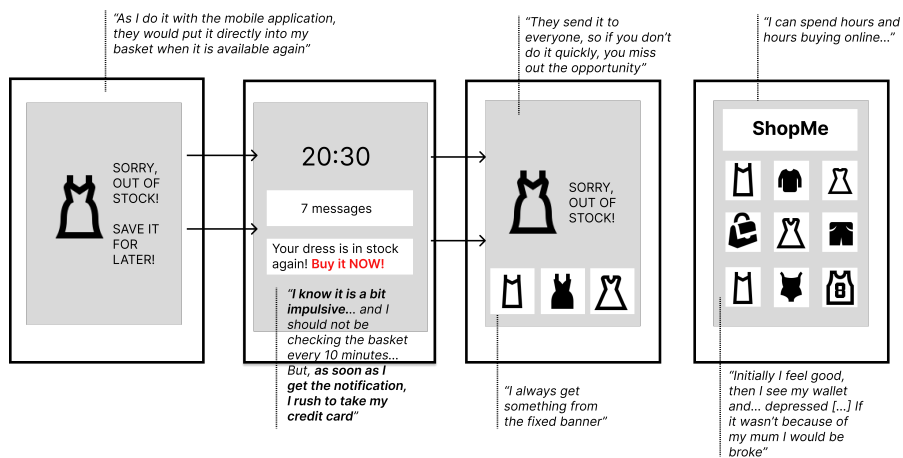 “As I do it with the mobile application,
they would put it directly into my
basket when it is available again”
SORRY,
OUT OF
STOCK!
SAVE IT
FOR
LATER!
20:30
7 messages
Your dress is in stock
again! Buy it NOW!
“I know it is a bit
impulsive... and I
should not be
checking the basket
every 10 minutes...
But, as soon as I
get the notification,
I rush to take my
credit card”
“They send it to
everyone, so if you don’t
do it quickly, you miss
out the opportunity”
SORRY,
OUT OF
STOCK!
“I always get
something from
the fixed banner”
“I can spend hours and
hours buying online...”
ShopMe
8
“Initially I feel good,
then I see my wallet
and... depressed [...] If
it wasn’t because of
my mum I would be
broke”